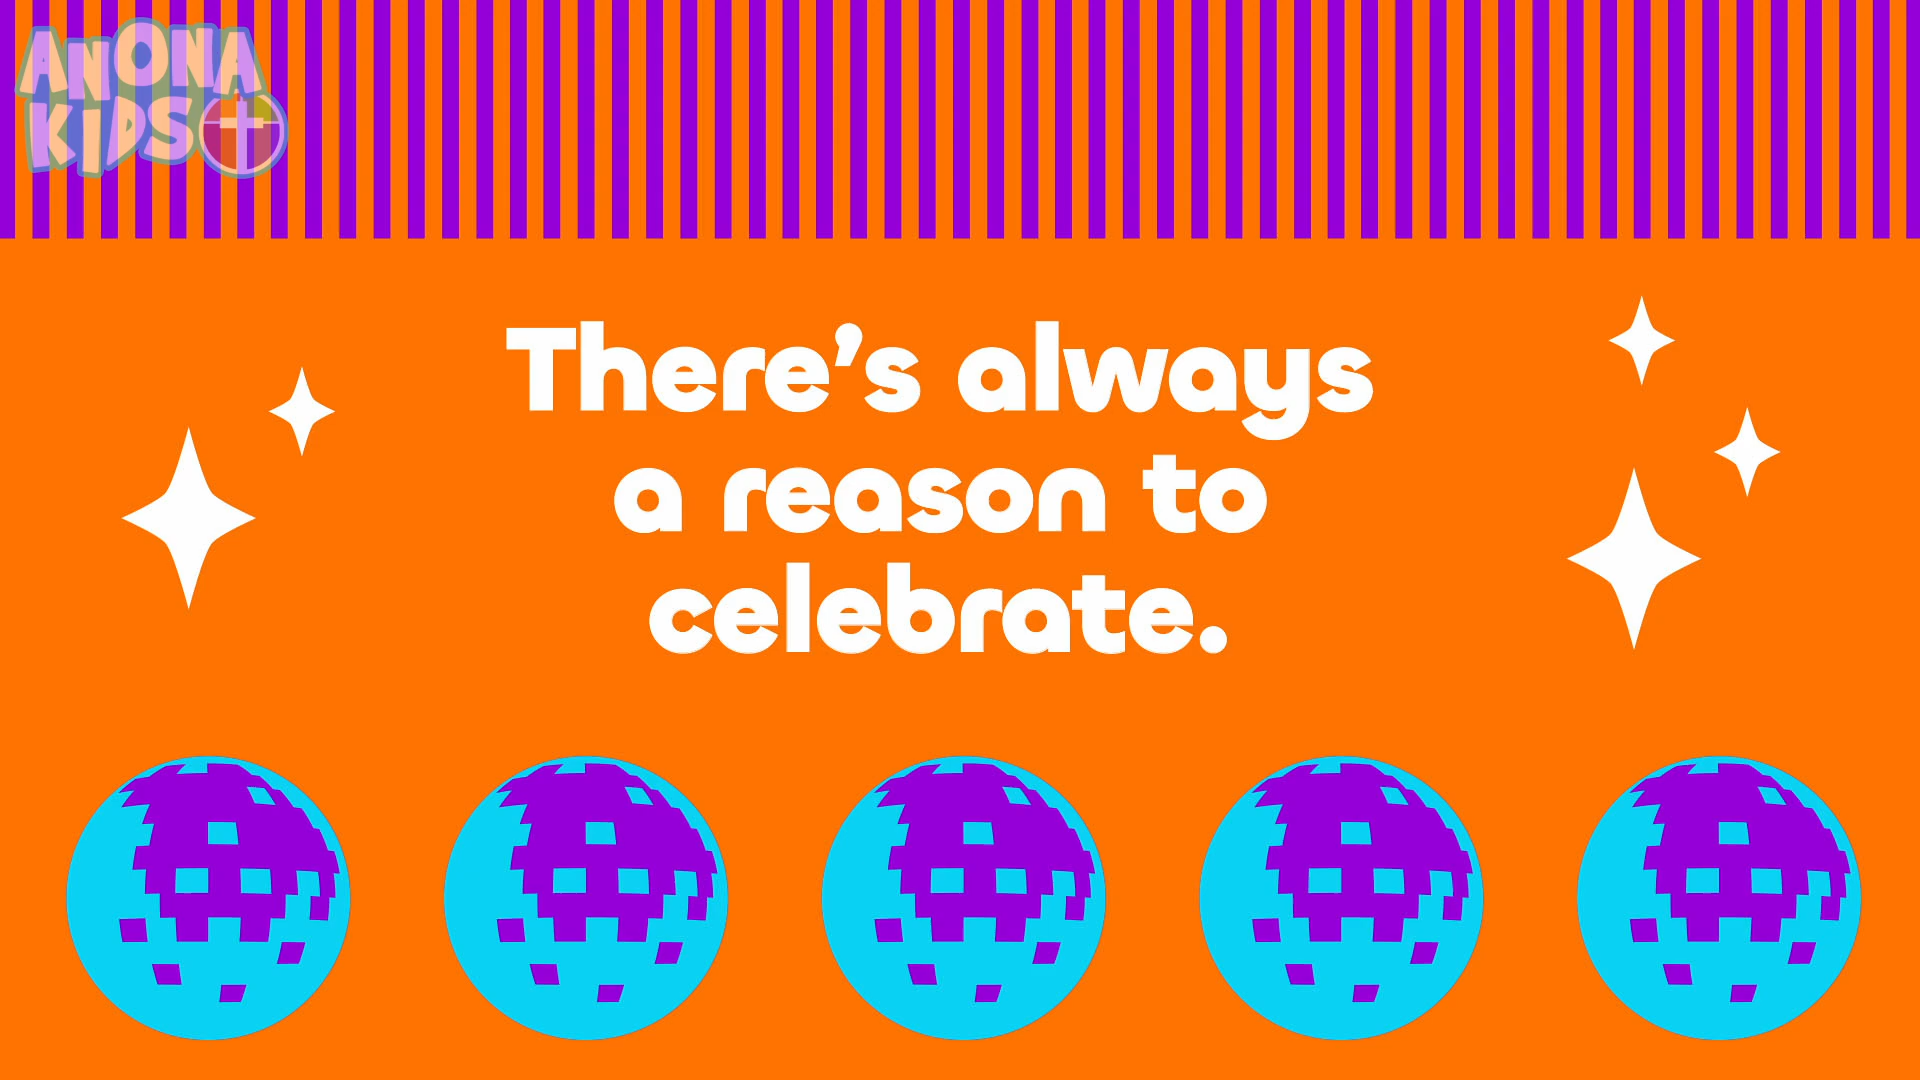 ANONA
KIDS
There's always
a reason to
celebrate.